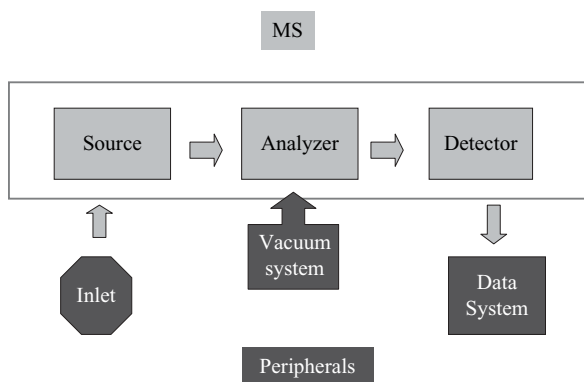 MS
Source
Analyzer
Detector
Vacuum
system
Inlet
Data
System
Peripherals